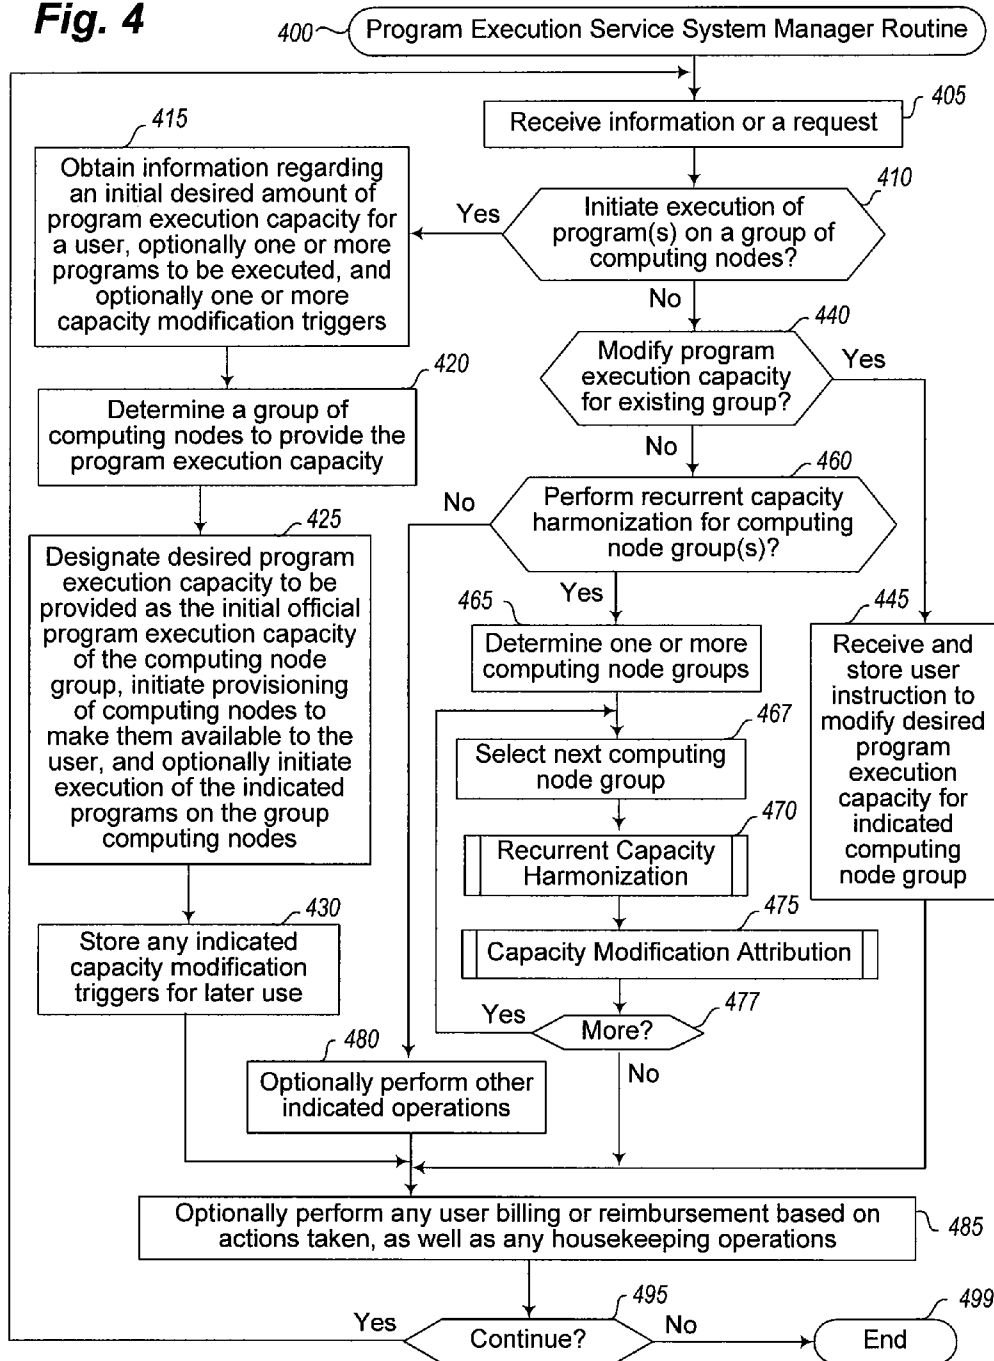 Fig. 4
400
Program Execution Service System Manager Routine
405
Receive information or a request
410
Initiate execution of
program(s) on a group of
computing nodes?
Yes
No
415
Obtain information regarding
an initial desired amount of
program execution capacity for
a user, optionally one or more
programs to be executed, and
optionally one or more
capacity modification triggers
420
Determine a group of
computing nodes to provide the
program execution capacity
425
Designate desired program
execution capacity to be
provided as the initial official
program execution capacity
of the computing node
group, initiate provisioning
of computing nodes to
make them available to the
user, and optionally initiate
execution of the indicated
programs on the group
computing nodes
430
Store any indicated
capacity modification
triggers for later use
440
Modify program
execution capacity
for existing group?
Yes
No
445
Receive and
store user
instruction to
modify desired
program
execution
capacity for
indicated
computing
node group
460
Perform recurrent capacity
harmonization for computing
node group(s)?
No
Yes
465
Determine one or more
computing node groups
467
Select next computing
node group
470
Recurrent Capacity
Harmonization
475
Capacity Modification Attribution
477
More?
Yes
No
480
Optionally perform other
indicated operations
485
Optionally perform any user billing or reimbursement based on
actions taken, as well as any housekeeping operations
495
Continue?
Yes
No
499
End